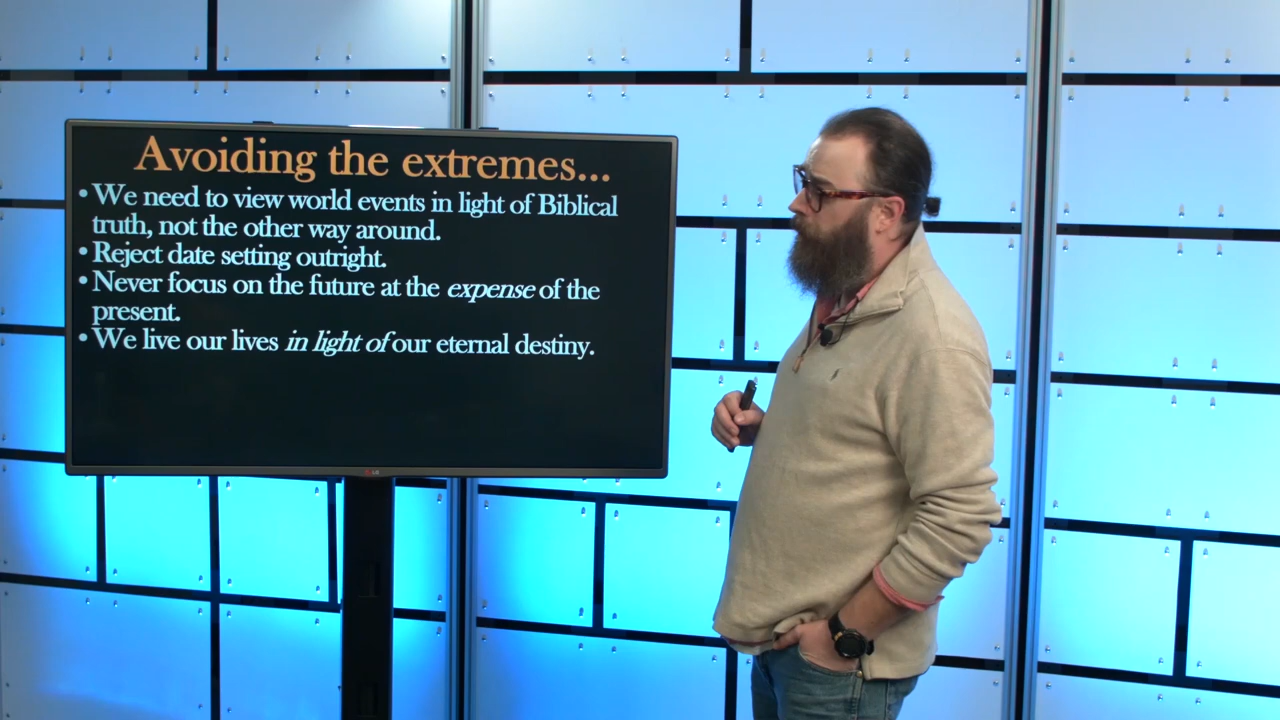 Avoiding the extremes...
• We need to view world events in light of Biblical
truth, not the other way around.
• Reject date setting outright.
• Never focus on the future at the expense of the
present.
• We live our lives in light of our eternal destiny.
LG